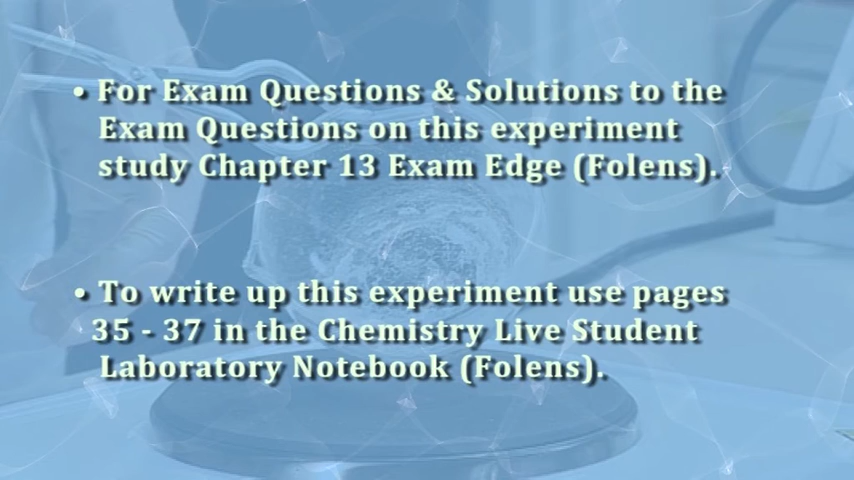 • For Exam Questions & Solutions to the
Exam Questions on this experiment
study Chapter 13 Exam Edge (Folens).
• To write up this experiment use pages
35 - 37 in the Chemistry Live Student
Laboratory Notebook (Folens).